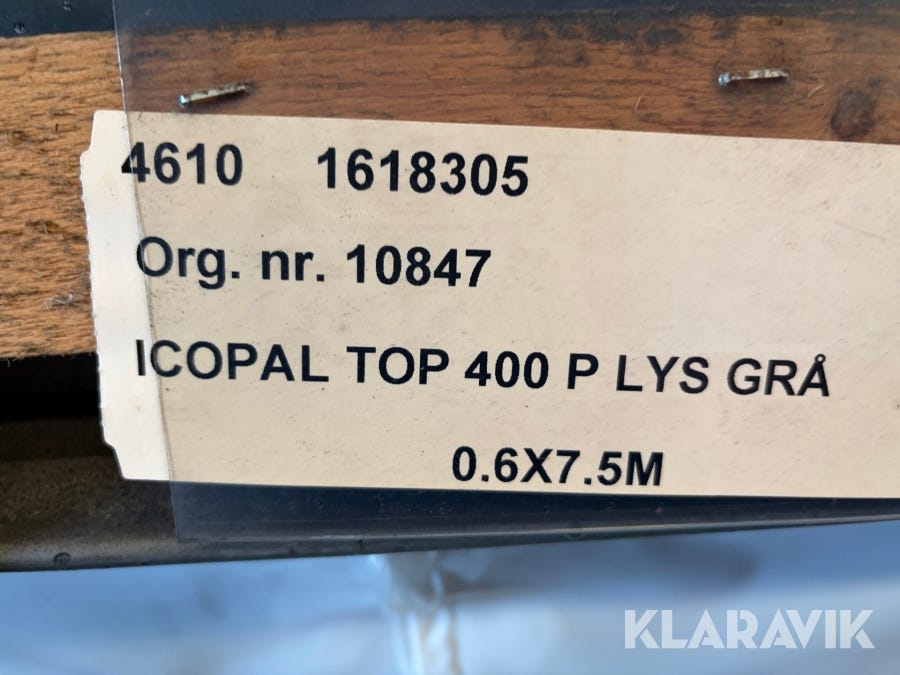 4610 1618305
Org. nr. 10847
ICOPAL TOP 400 P LYS GRÅ
0.6X7.5M
KLARAVIK